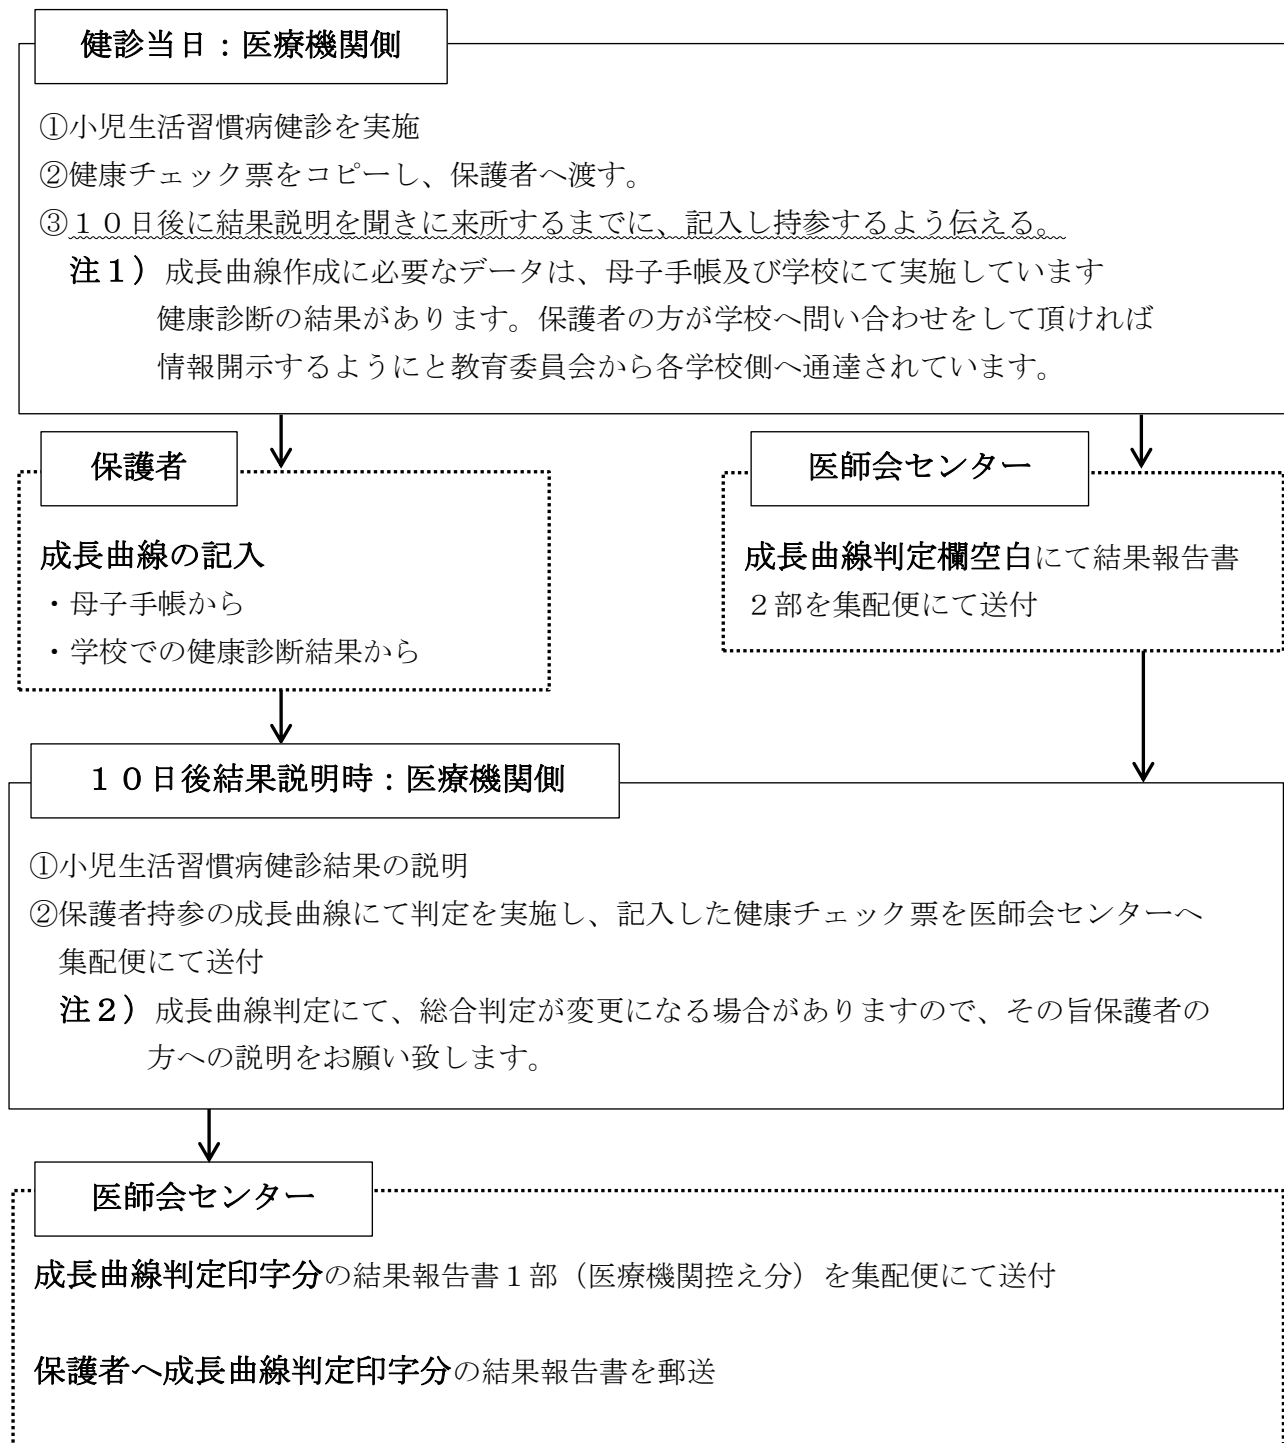 健診当日：医療機関側
①小児生活習慣病健診を実施
②健康チェック票をコピーし、保護者へ渡す。
③１０日後に結果説明を聞きに来所するまでに、記入し持参するよう伝える。
注１）成長曲線作成に必要なデータは、母子手帳及び学校にて実施しています
健康診断の結果があります。保護者の方が学校へ問い合わせをして頂ければ
情報開示するようにと教育委員会から各学校側へ通達されています。
保護者
成長曲線の記入
・母子手帳から
・学校での健康診断結果から
医師会センター
成長曲線判定欄空白にて結果報告書
２部を集配便にて送付
１０日後結果説明時：医療機関側
①小児生活習慣病健診結果の説明
②保護者持参の成長曲線にて判定を実施し、記入した健康チェック票を医師会センターへ
集配便にて送付
注２）成長曲線判定にて、総合判定が変更になる場合がありますので、その旨保護者の
方への説明をお願い致します。
医師会センター
成長曲線判定印字分の結果報告書１部（医療機関控え分）を集配便にて送付
保護者へ成長曲線判定印字分の結果報告書を郵送